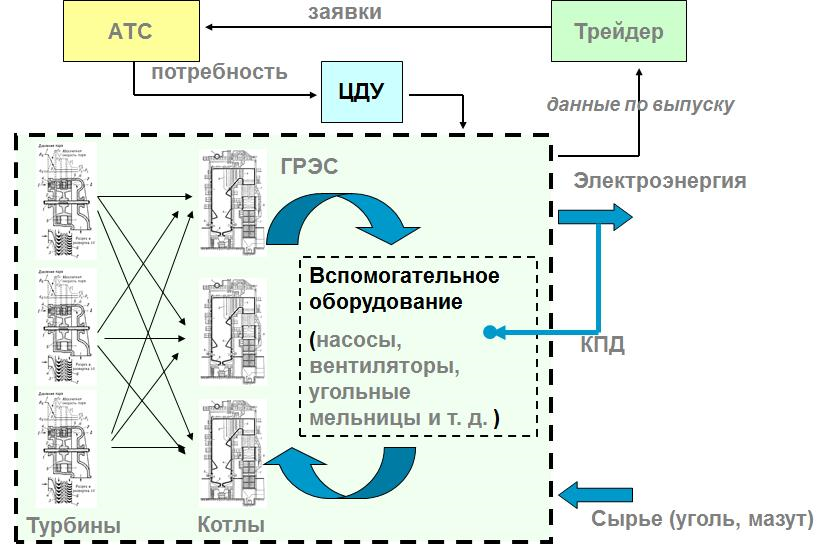 заявки
АТС
Трейдер
потребность
ЦДУ
данные по выпуску
ГРЭС
Электроэнергия
Вспомогательное
оборудование
(насосы,
вентиляторы,
угольные
мельницы и т. д. )
КПД
Турбины
Котлы
Сырье (уголь, мазут)